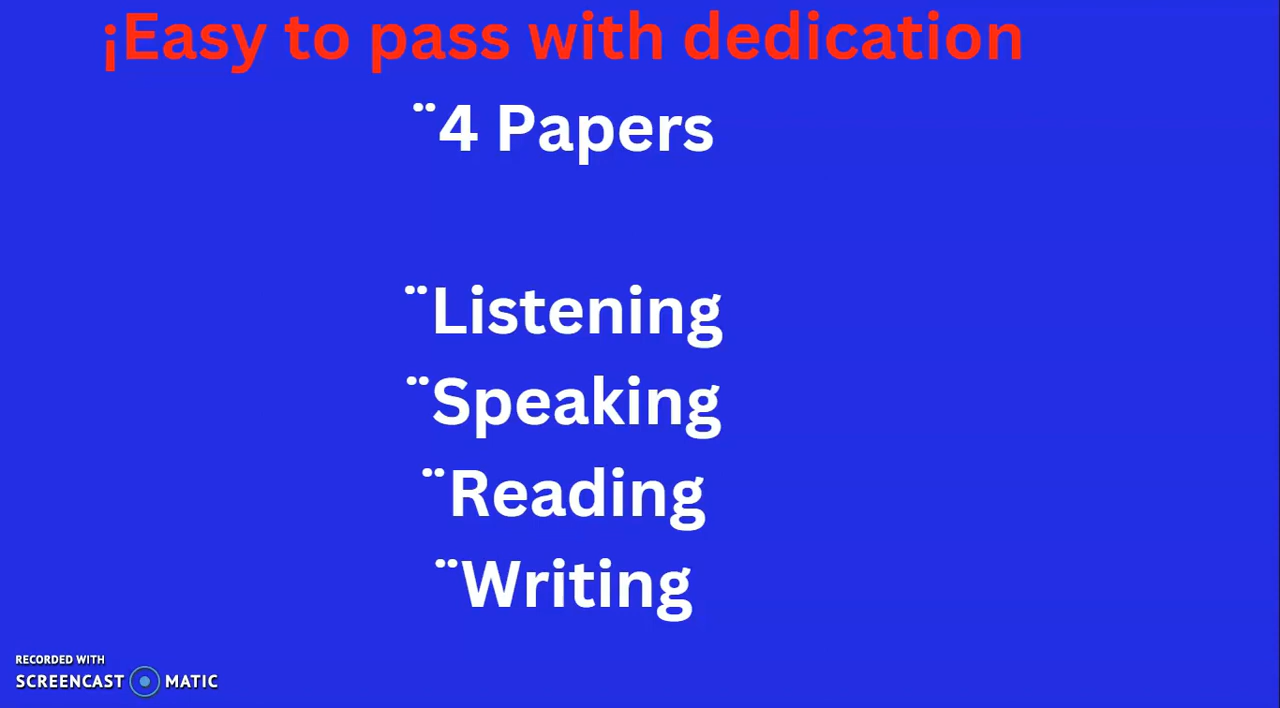 ¡Easy to pass with dedication
¨4 Papers
¨Listening
¨Speaking
¨Reading
¨Writing
RECORDED WITH
SCREENCAST MATIC